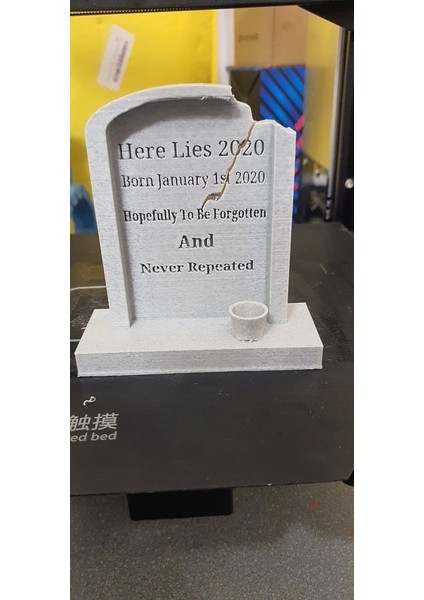 Here Lies 2020
Born January 1st 2020
Hopefully To Be Forgotten
And
Never Repeated
触摸
ed bed